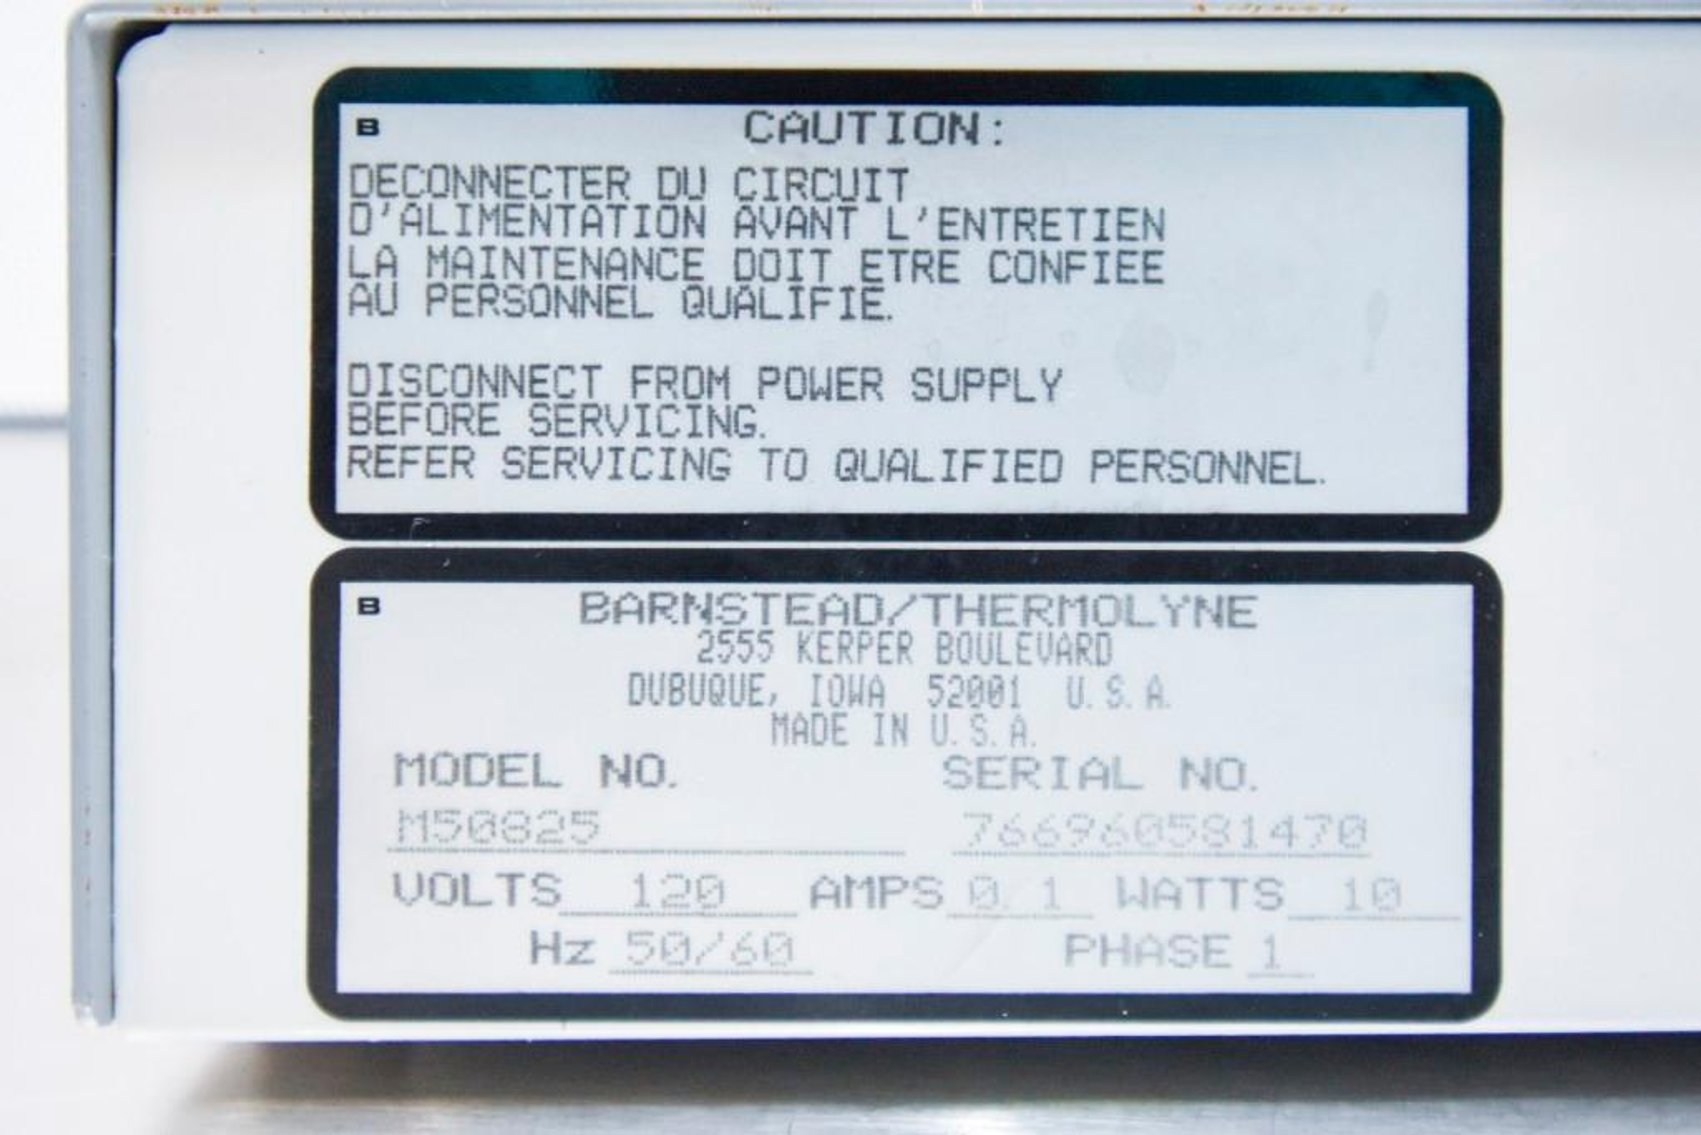 B
CAUTION:
DECONNECTER DU CIRCUIT
D'ALIMENTATION AVANT L'ENTRETIEN
LA MAINTENANCE DOIT ETRE CONFIEE
AU PERSONNEL QUALIFIE.
DISCONNECT FROM POWER SUPPLY
BEFORE SERVICING.
REFER SERVICING TO QUALIFIED PERSONNEL.
B
BARNSTEAD/THERMOLYNE
2555 KERPER BOULEVARD
DUBUQUE, IOWA 52001 U.S.A.
MADE IN U.S.A.
MODEL NO. SERIAL NO.
M50825 766960581470
VOLTS 120 AMPS 0.1 WATTS 10
Hz 50/60 PHASE 1